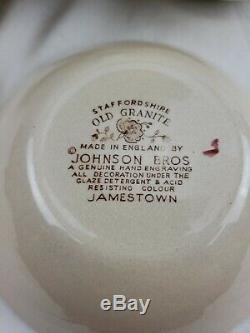 STAFFORDSHIRE
OLD GRANITE
MADE IN ENGLAND BY
©JOHNSON BROS
A GENUINE HAND ENGRAVING
ALL DECORATION UNDER THE
GLAZE DETERGENT & ACID
RESISTING COLOUR
JAMESTOWN